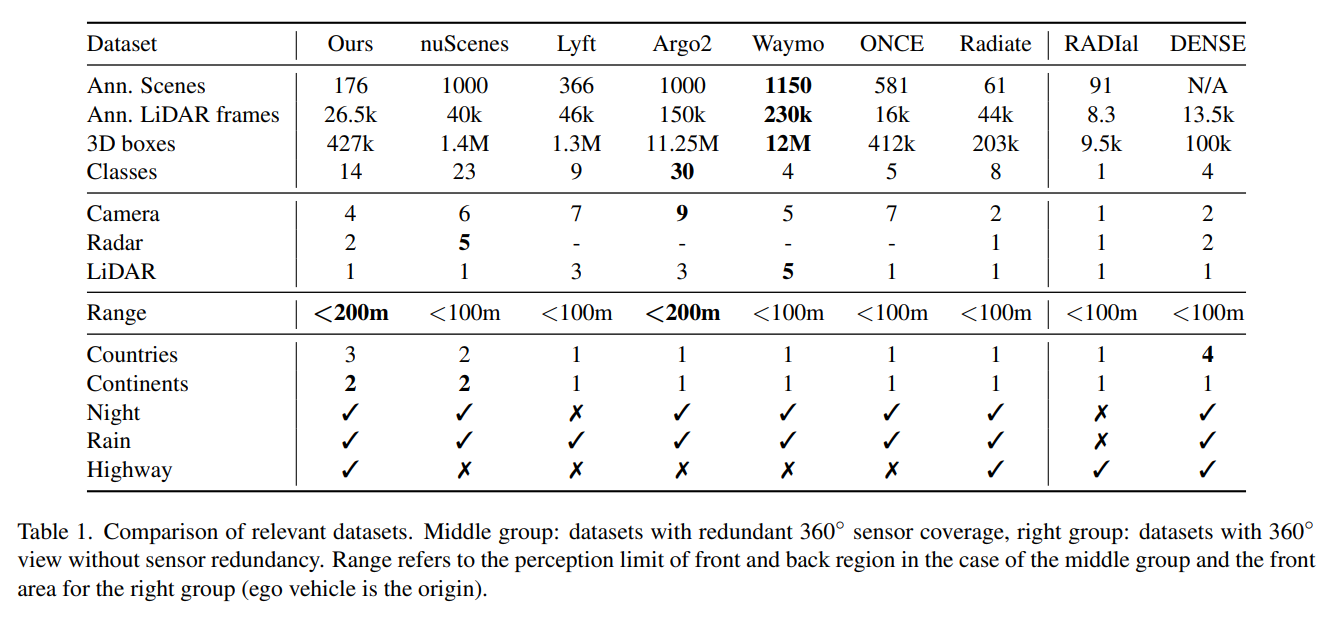 Dataset Ours nuScenes Lyft Argo2 Waymo ONCE Radiate RADIal DENSE
Ann. Scenes 176 1000 366 1000 1150 581 61 91 N/A
Ann. LiDAR frames 26.5k 40k 46k 150k 230k 16k 44k 8.3 13.5k
3D boxes 427k 1.4M 1.3M 11.25M 12M 412k 203k 9.5k 100k
Classes 14 23 9 30 4 5 8 1 4
Camera 4 6 7 9 5 7 2 1 2
Radar 2 5 - - - - 1 1 2
LiDAR 1 1 3 3 5 1 1 1 1
Range <200m <100m <100m <200m <100m <100m <100m <100m <100m
Countries 3 2 1 1 1 1 1 1 4
Continents 2 2 1 1 1 1 1 1 1
Night ✓ ✓ ✗ ✓ ✓ ✓ ✓ ✗ ✓
Rain ✓ ✓ ✓ ✓ ✓ ✓ ✓ ✗ ✓
Highway ✓ ✗ ✗ ✗ ✗ ✗ ✓ ✓ ✓
Table 1. Comparison of relevant datasets. Middle group: datasets with redundant 360° sensor coverage, right group: datasets with 360°
view without sensor redundancy. Range refers to the perception limit of front and back region in the case of the middle group and the front
area for the right group (ego vehicle is the origin).